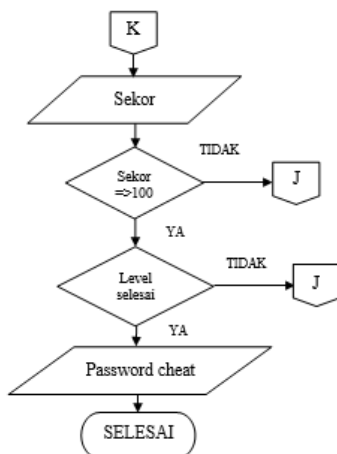 K
Sekor
TIDAK
Sekor
=>100
J
YA
TIDAK
Level
selesai
J
YA
Password cheat
SELESAI